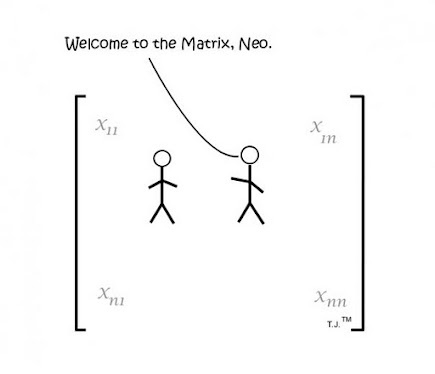 Welcome to the Matrix, Neo.
x₁₁ x₁ₙ
xₙ₁ xₙₙ
T.J.™